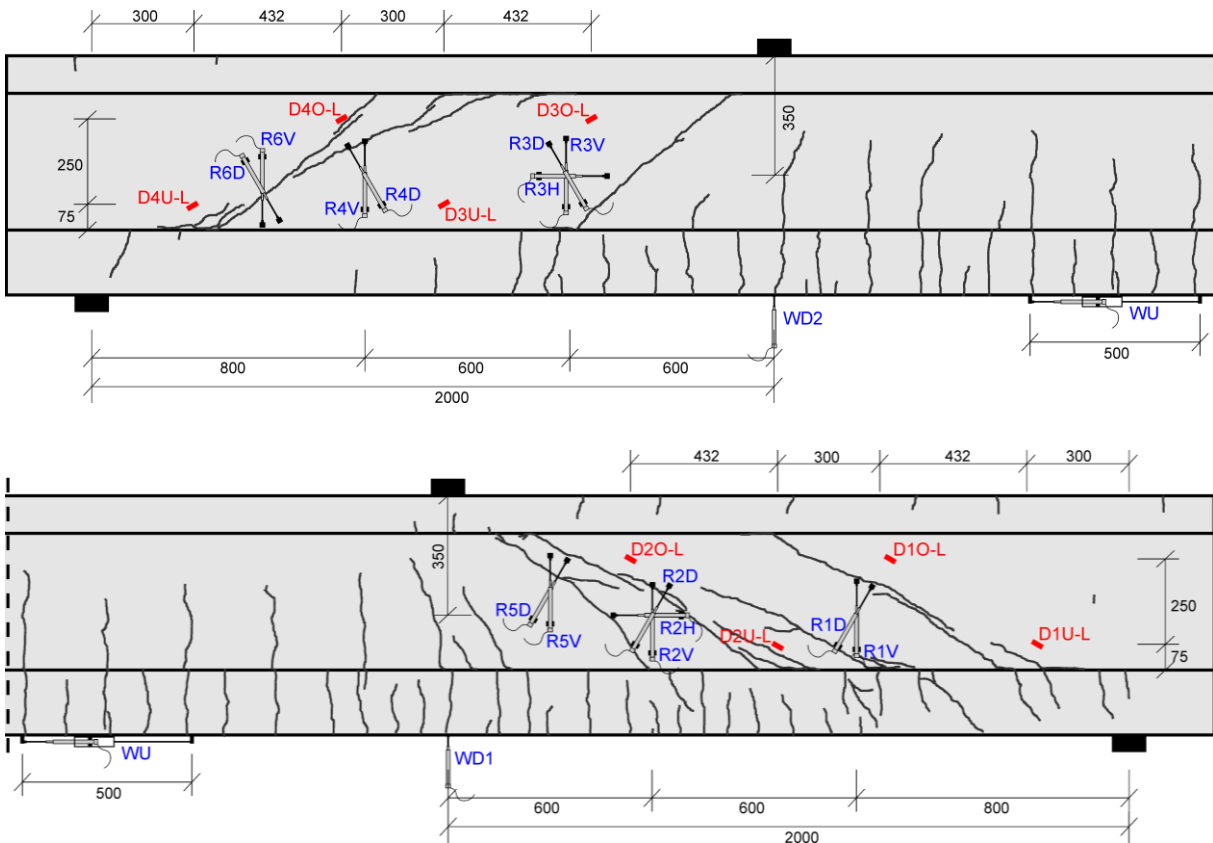 300 432 300 432
D4O-L D3O-L
R6V R3D R3V
350
250 R6D R3H
D4U-L R4D
R4V D3U-L
75
WD2 WU
800 600 600 500
2000
432 300 432 300
350
D2O-L D1O-L
R2D
R5D R2H R1D 250
R5V D2U-L D1U-L
R2V R1V 75
WU WD1
500 600 600 800
2000